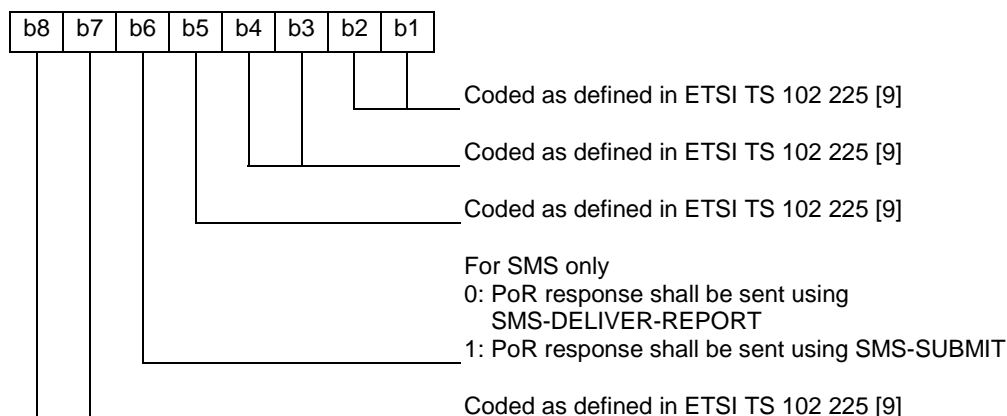 b8 b7 b6 b5 b4 b3 b2 b1
Coded as defined in ETSI TS 102 225 [9]
Coded as defined in ETSI TS 102 225 [9]
Coded as defined in ETSI TS 102 225 [9]
For SMS only
0: PoR response shall be sent using
SMS-DELIVER-REPORT
1: PoR response shall be sent using SMS-SUBMIT
Coded as defined in ETSI TS 102 225 [9]